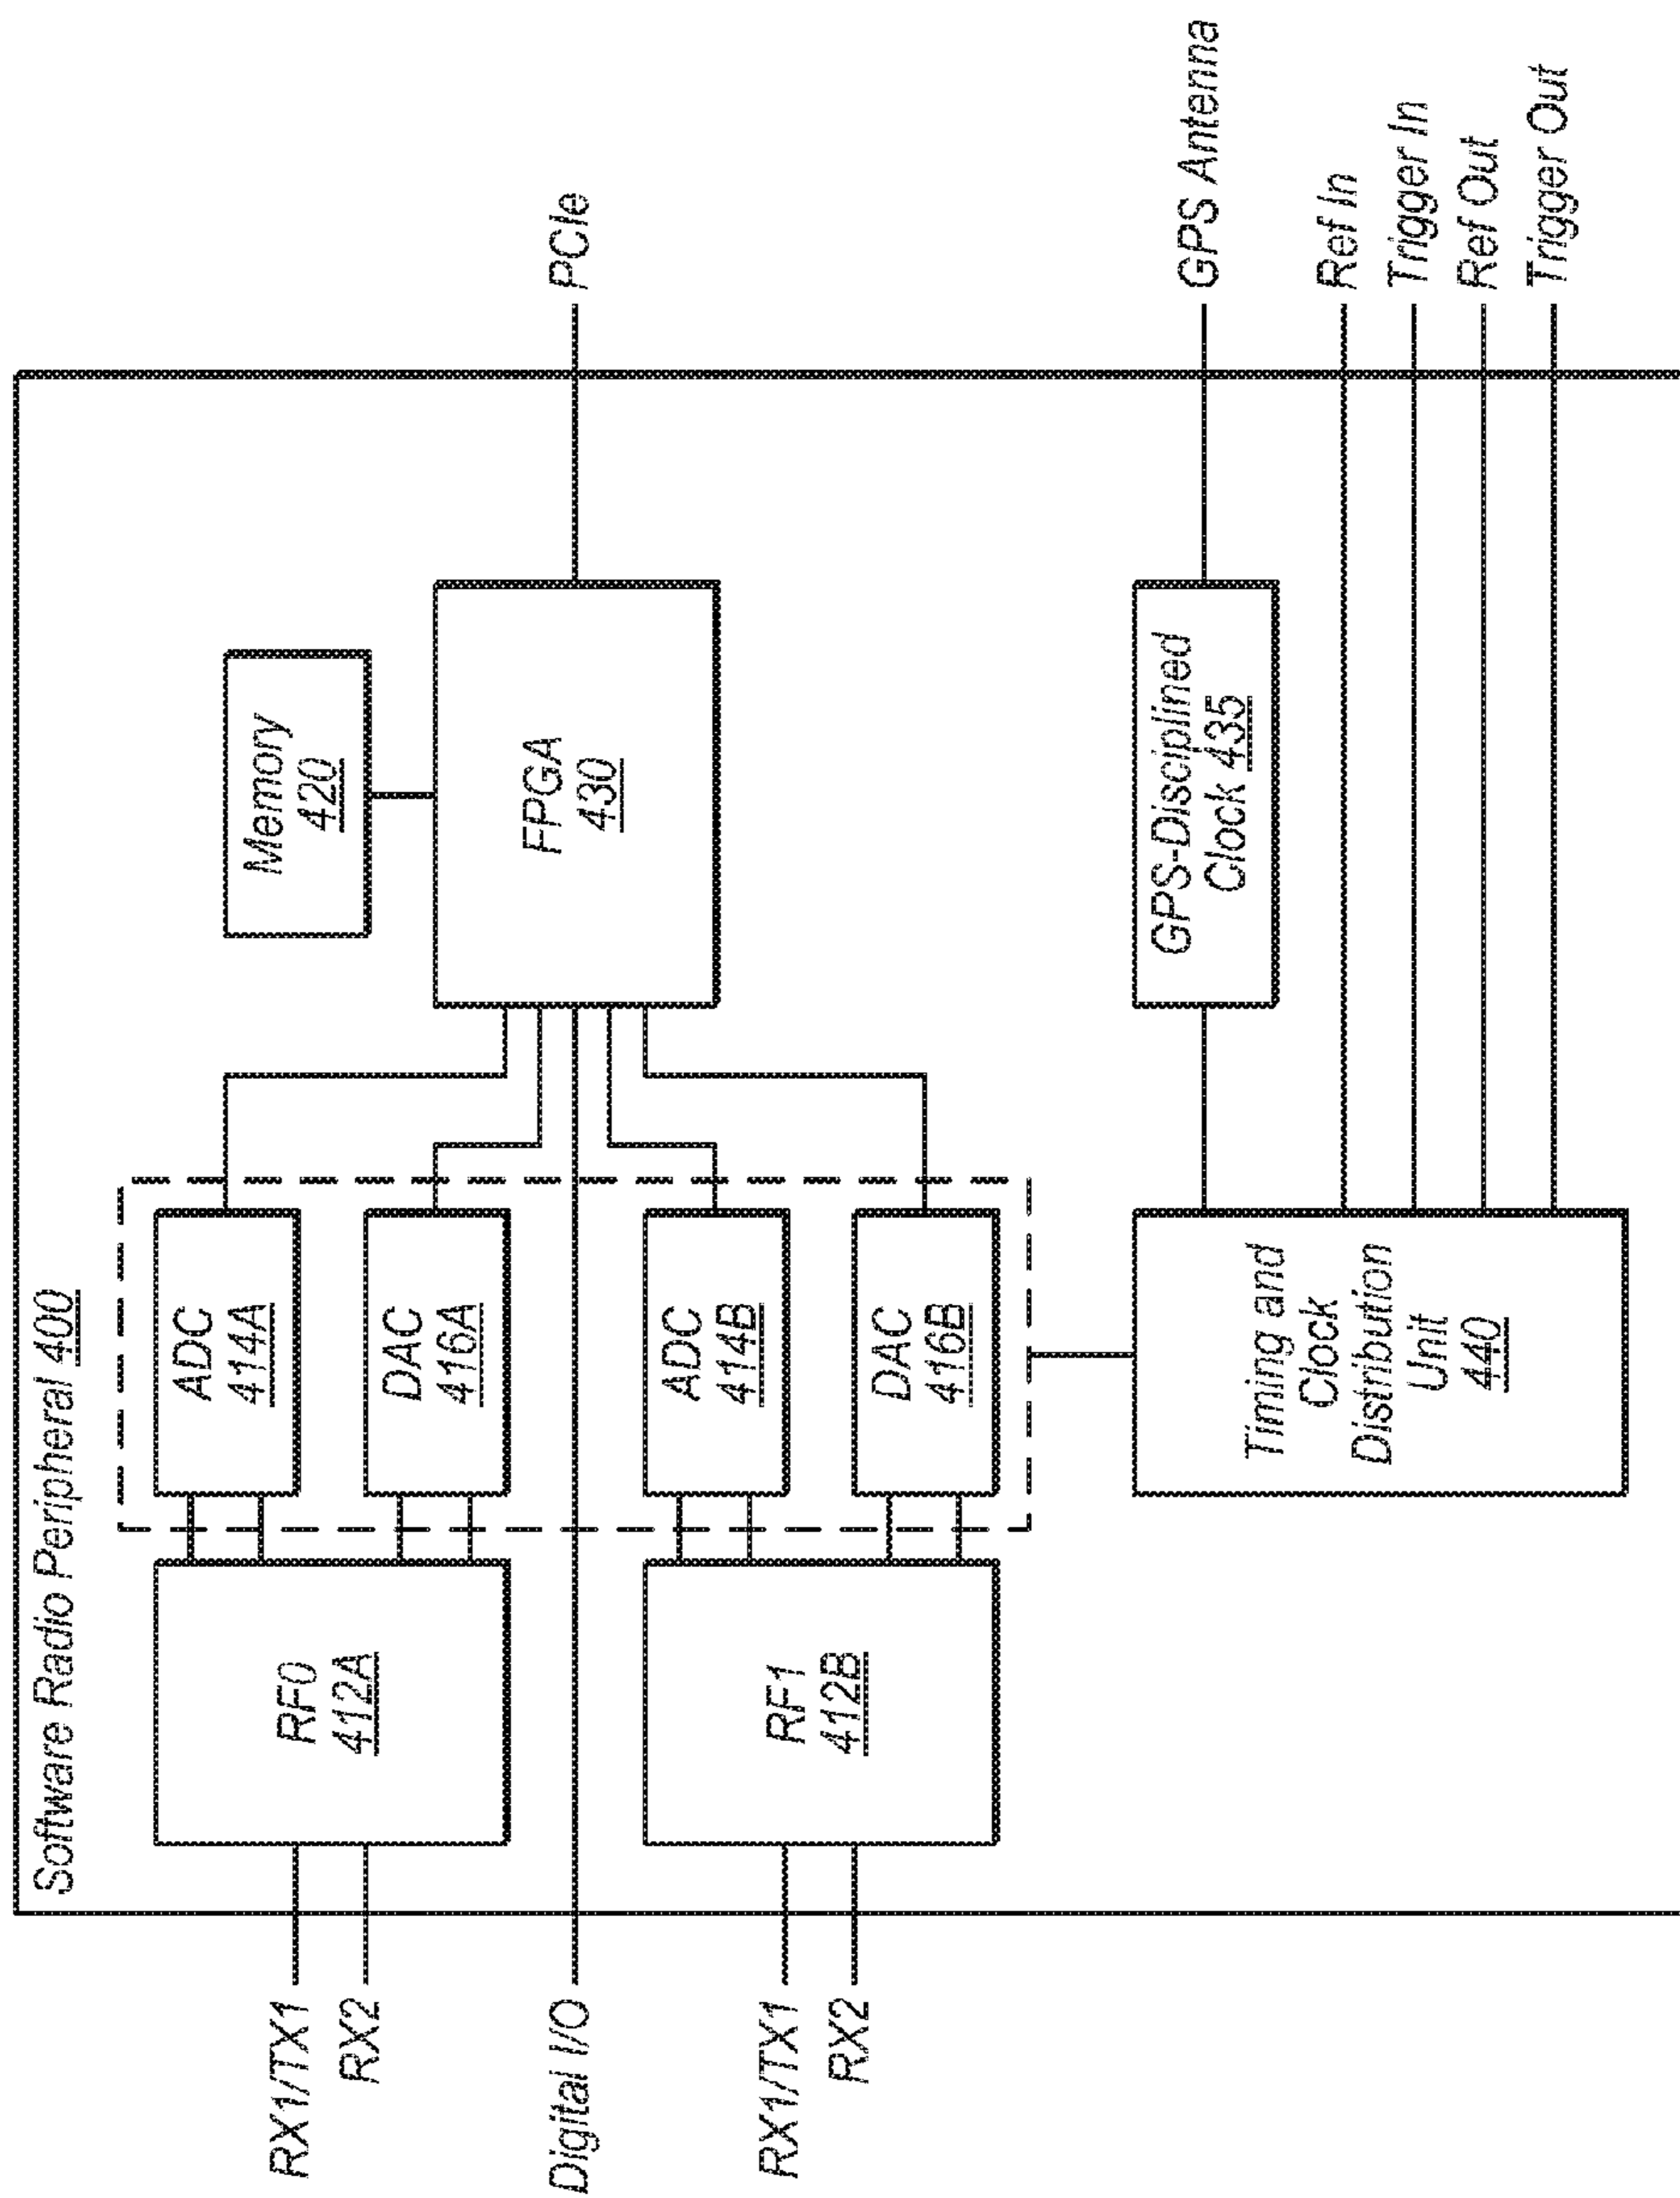 Software Radio Peripheral 400
RX1/TX1
RX2
Digital I/O
RX1/TX1
RX2
RF0
412A
RF1
412B
ADC
414A
DAC
416A
ADC
414B
DAC
416B
Memory
420
FPGA
430
PCIe
Timing and
Clock
Distribution
Unit
440
GPS-Disciplined
Clock 435
GPS Antenna
Ref In
Trigger In
Ref Out
Trigger Out